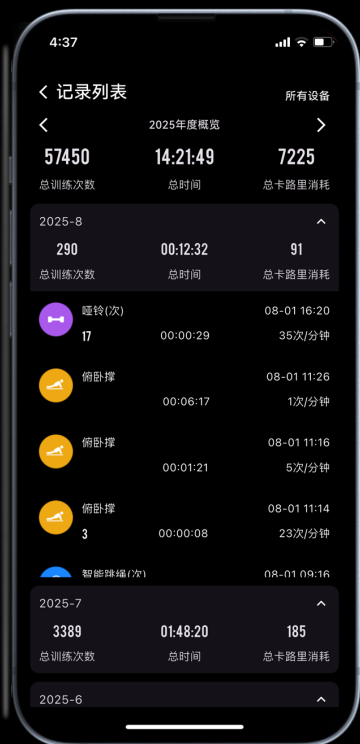 4:37
记录列表
所有设备
2025年度概览
57450 14:21:49 7225
总训练次数 总时间 总卡路里消耗
2025-8
290 00:12:32 91
总训练次数 总时间 总卡路里消耗
哑铃(次) 08-01 16:20
17 00:00:29 35次/分钟
俯卧撑 08-01 11:26
00:06:17 1次/分钟
俯卧撑 08-01 11:16
00:01:21 5次/分钟
俯卧撑 08-01 11:14
3 00:00:08 23次/分钟
智能跳绳(次) 08-01 09:16
2025-7
3389 01:48:20 185
总训练次数 总时间 总卡路里消耗
2025-6